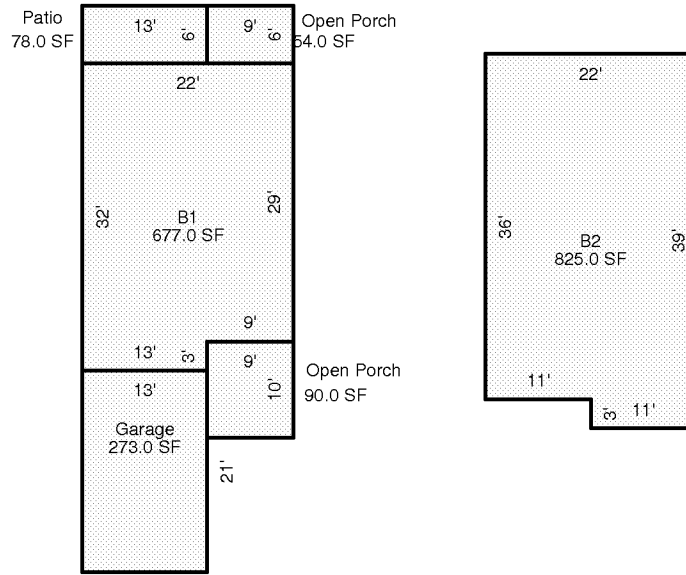 Patio
78.0 SF
13'
6'
9'
6'
Open Porch
54.0 SF
22'
32'
B1
677.0 SF
29'
9'
13'
3'
9'
10'
Open Porch
90.0 SF
13'
Garage
273.0 SF
21'
22'
36'
B2
825.0 SF
39'
11'
3'
11'